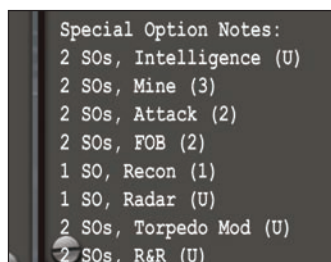 Special Option Notes:
2 SOs, Intelligence (U)
2 SOs, Mine (3)
2 SOs, Attack (2)
2 SOs, FOB (2)
1 SO, Recon (1)
1 SO, Radar (U)
2 SOs, Torpedo Mod (U)
2 SOs, R&R (U)